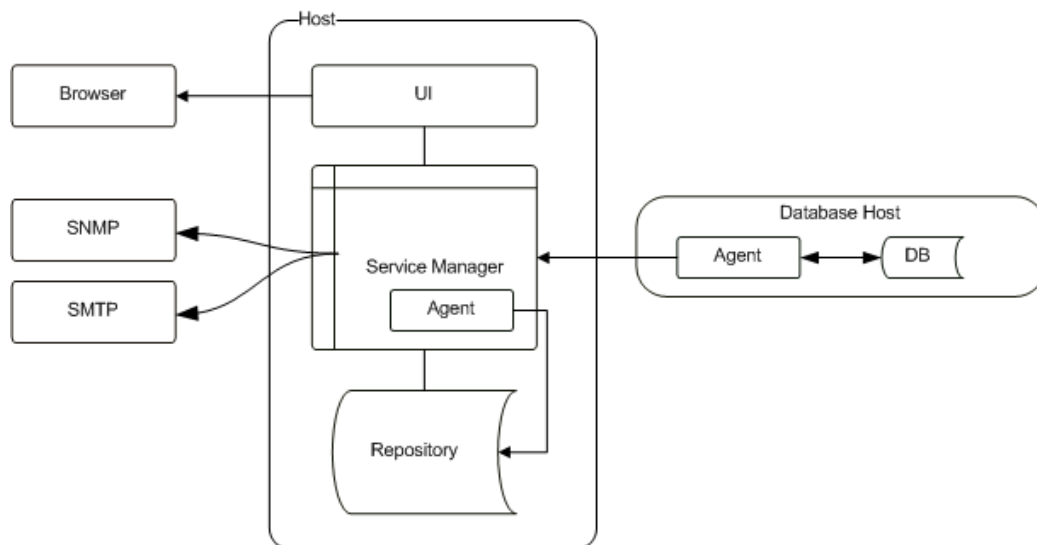 Host
Browser
UI
SNMP
Database Host
Agent
DB
Service Manager
SMTP
Agent
Repository